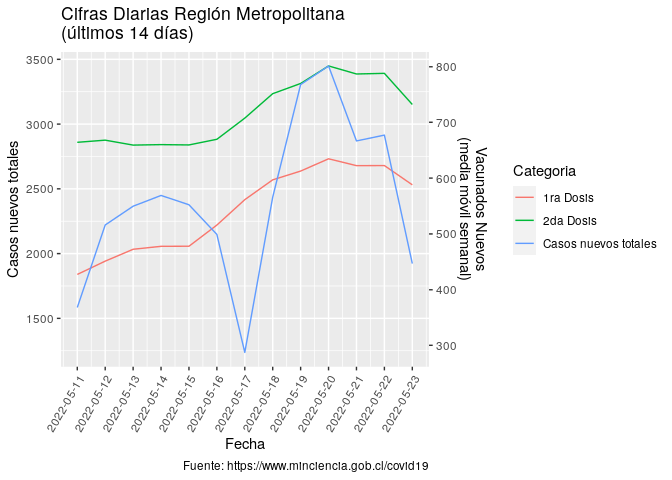 Cifras Diarias Región Metropolitana
(últimos 14 días)
3500
3000
2500
2000
1500
Casos nuevos totales
800
700
600
500
400
300
Vacunados Nuevos
(media móvil semanal)
2022-05-11
2022-05-12
2022-05-13
2022-05-14
2022-05-15
2022-05-16
2022-05-17
2022-05-18
2022-05-19
2022-05-20
2022-05-21
2022-05-22
2022-05-23
Fecha
Categoria
1ra Dosis
2da Dosis
Casos nuevos totales
Fuente: https://www.minciencia.gob.cl/covid19